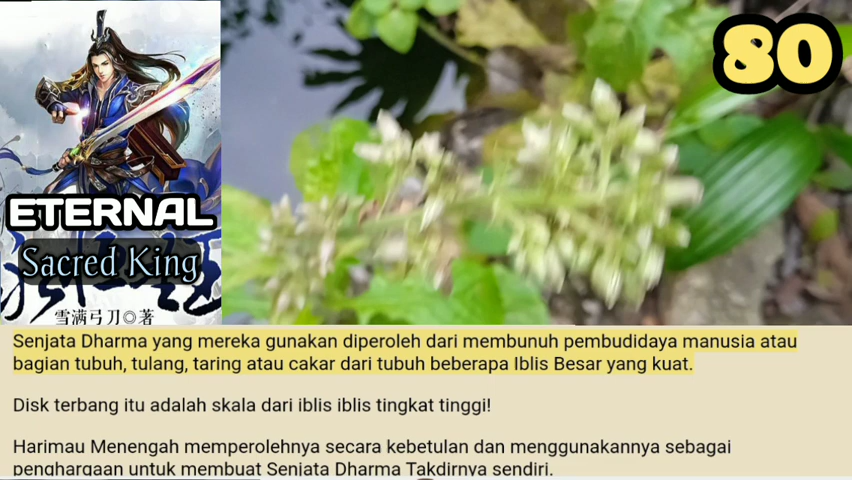 80
ETERNAL
Sacred King
雪满弓刀◎著
Senjata Dharma yang mereka gunakan diperoleh dari membunuh pembudidaya manusia atau
bagian tubuh, tulang, taring atau cakar dari tubuh beberapa Iblis Besar yang kuat.
Disk terbang itu adalah skala dari iblis iblis tingkat tinggi!
Harimau Menengah memperolehnya secara kebetulan dan menggunakannya sebagai
penghargaan untuk membuat Senjata Dharma Takdirnya sendiri.